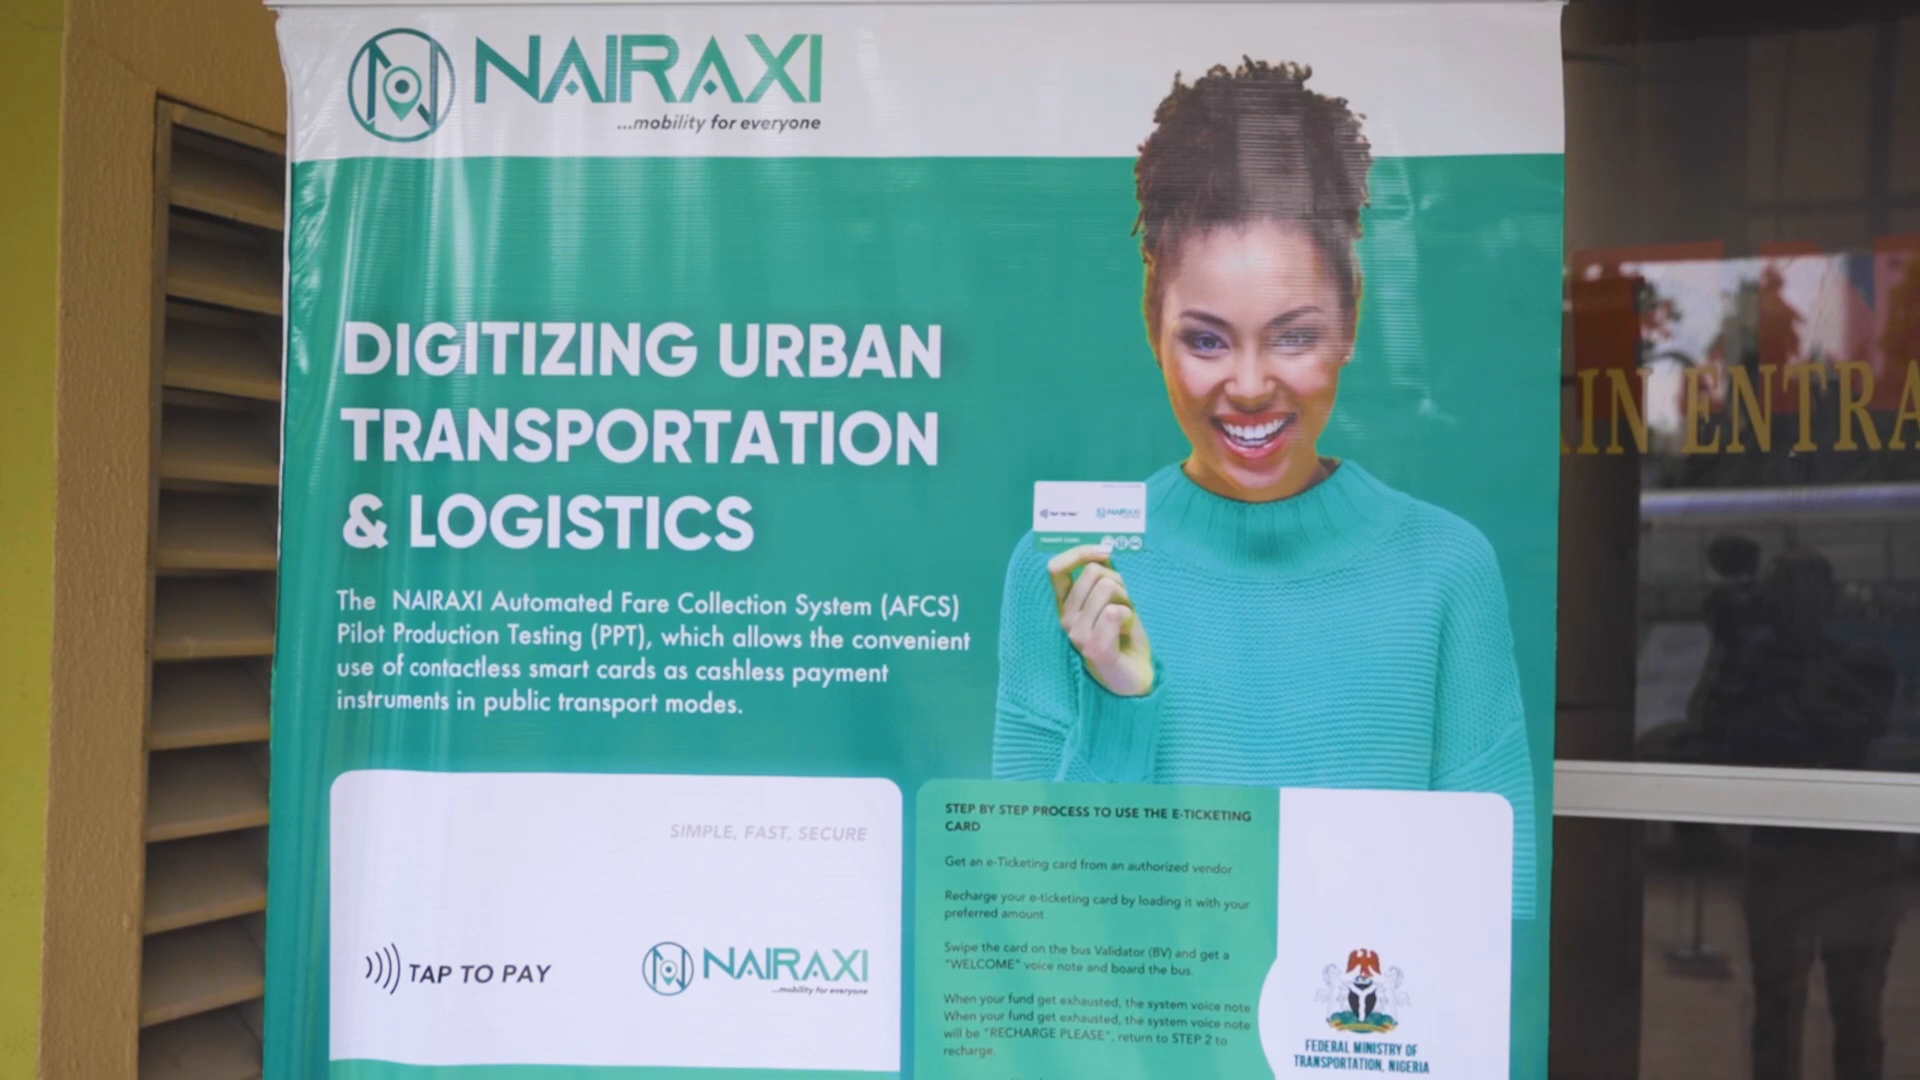 NAIRAXI
...mobility for everyone
DIGITIZING URBAN
TRANSPORTATION
& LOGISTICS
The NAIRAXI Automated Fare Collection System (AFCS)
Pilot Production Testing (PPT), which allows the convenient
use of contactless smart cards as cashless payment
instruments in public transport modes.
NAIRAXI
SIMPLE, FAST, SECURE
TAP TO PAY
NAIRAXI
...mobility for everyone
STEP BY STEP PROCESS TO USE THE E-TICKETING
CARD
Get an e-Ticketing card from an authorized vendor
Recharge your e-ticketing card by loading it with your
preferred amount
Swipe the card on the bus Validator (BV) and get a
"WELCOME" voice note and board the bus.
When your fund get exhausted, the system voice note
When your fund get exhausted, the system voice note
will be "RECHARGE PLEASE", return to STEP 2 to
recharge.
FEDERAL MINISTRY OF
TRANSPORTATION, NIGERIA
IN ENTRA